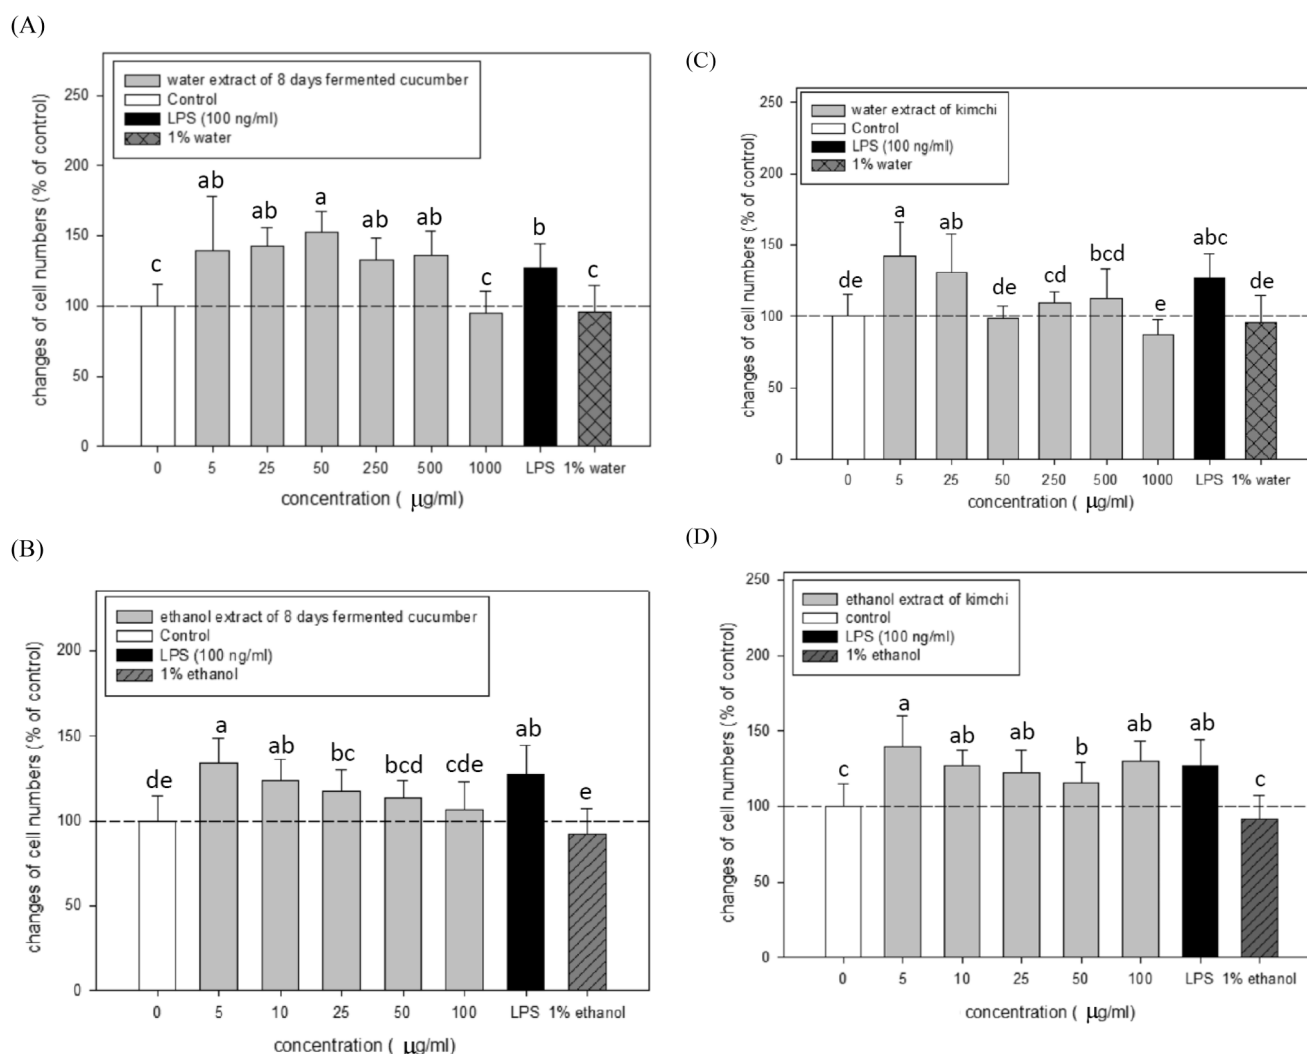 (A)
changes of cell numbers (% of control)
250
200
150
100
50
0
water extract of 8 days fermented cucumber
Control
LPS (100 ng/ml)
1% water
c
ab
ab
a
ab
ab
c
b
c
0 5 25 50 250 500 1000 LPS 1% water
concentration ( μg/ml)
(B)
changes of cell numbers (% of control)
200
150
100
50
0
ethanol extract of 8 days fermented cucumber
Control
LPS (100 ng/ml)
1% ethanol
de
a
ab
bc
bcd
cde
ab
e
0 5 10 25 50 100 LPS 1% ethanol
concentration ( μg/ml)
(C)
changes of cell numbers (% of control)
250
200
150
100
50
0
water extract of kimchi
Control
LPS (100 ng/ml)
1% water
de
a
ab
de
cd
bcd
e
abc
de
0 5 25 50 250 500 1000 LPS 1% water
concentration ( μg/ml)
(D)
changes of cell numbers (% of control)
250
200
150
100
50
0
ethanol extract of kimchi
control
LPS (100 ng/ml)
1% ethanol
c
a
ab
ab
b
ab
ab
c
0 5 10 25 50 100 LPS 1% ethanol
concentration ( μg/ml)